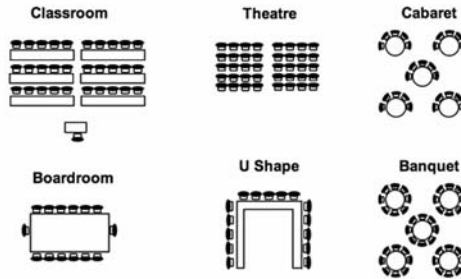 Classroom
Theatre
Cabaret
Boardroom
U Shape
Banquet